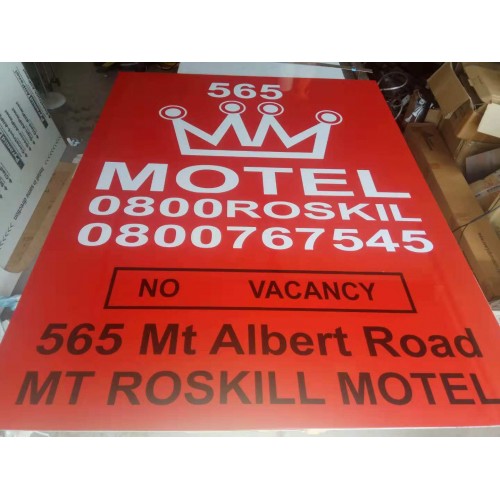 565
MOTEL
0800ROSKIL
0800767545
NO VACANCY
565 Mt Albert Road
MT ROSKILL MOTEL